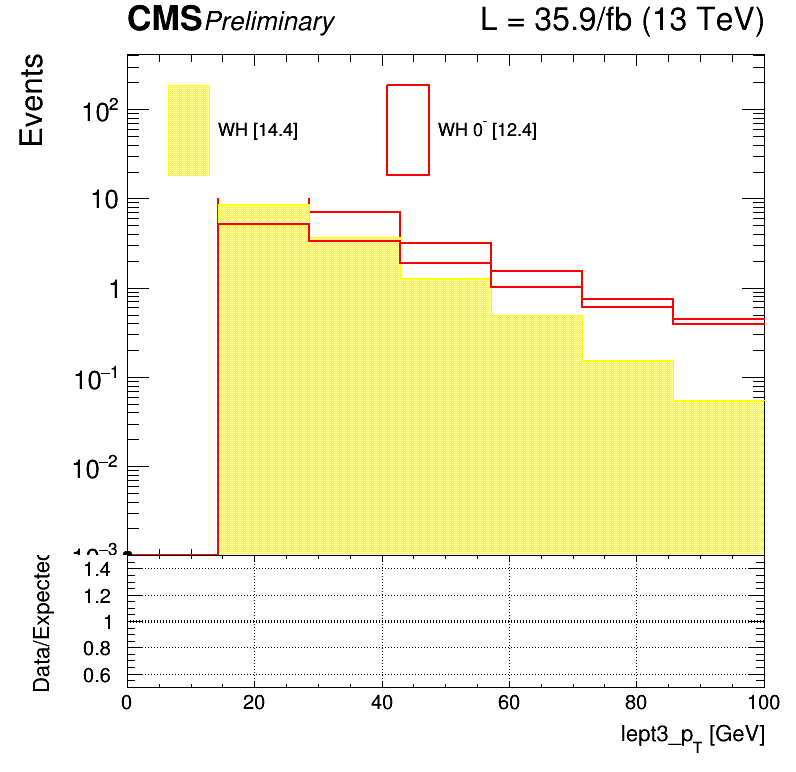 CMS Preliminary L = 35.9/fb (13 TeV)
Events
WH [14.4] WH 0⁻ [12.4]
10²
10
1
10⁻¹
10⁻²
10⁻³
Data/Expected
1.4
1.2
1
0.8
0.6
0 20 40 60 80 100
lept3_p_T [GeV]